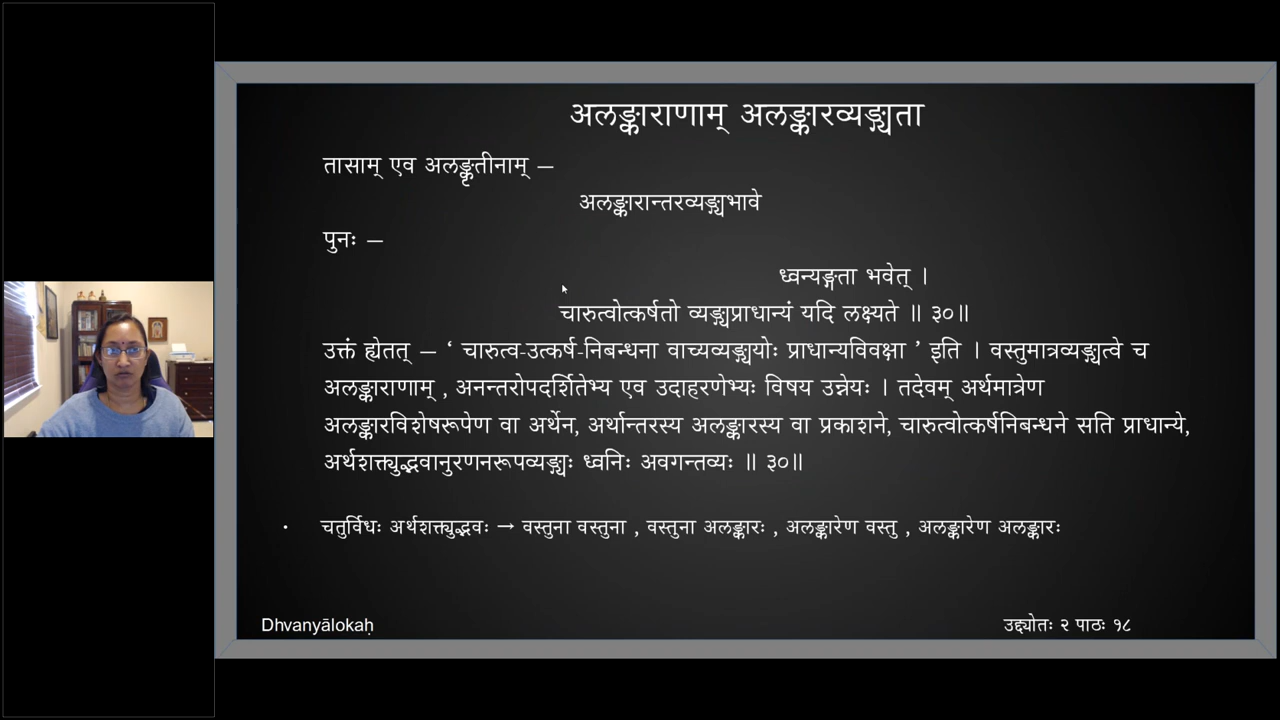 अलङ्काराणाम् अलङ्कारव्यङ्ग्यता
तासाम् एव अलङ्कृतीनाम् –
अलङ्कारान्तरव्यङ्ग्यभावे
पुनः –
ध्वन्यङ्गता भवेत् ।
चारुत्वोत्कर्षतो व्यङ्ग्यप्राधान्यं यदि लक्ष्यते ॥ ३०॥
उक्तं ह्येतत् – ‘ चारुत्व-उत्कर्ष-निबन्धना वाच्यव्यङ्ग्ययोः प्राधान्यविवक्षा ’ इति । वस्तुमात्रव्यङ्ग्यत्वे च
अलङ्काराणाम् , अनन्तरोपदर्शितेभ्य एव उदाहरणेभ्यः विषय उन्नेयः । तदेवम् अर्थमात्रेण
अलङ्कारविशेषरूपेण वा अर्थेन, अर्थान्तरस्य अलङ्कारस्य वा प्रकाशने, चारुत्वोत्कर्षनिबन्धने सति प्राधान्ये,
अर्थशक्त्युद्भवानुरणनरूपव्यङ्ग्यः ध्वनिः अवगन्तव्यः ॥ ३०॥
• चतुर्विधः अर्थशक्त्युद्भवः → वस्तुना वस्तुना , वस्तुना अलङ्कारः , अलङ्कारेण वस्तु , अलङ्कारेण अलङ्कारः
Dhvanyālokaḥ
उद्द्योतः २ पाठः १८